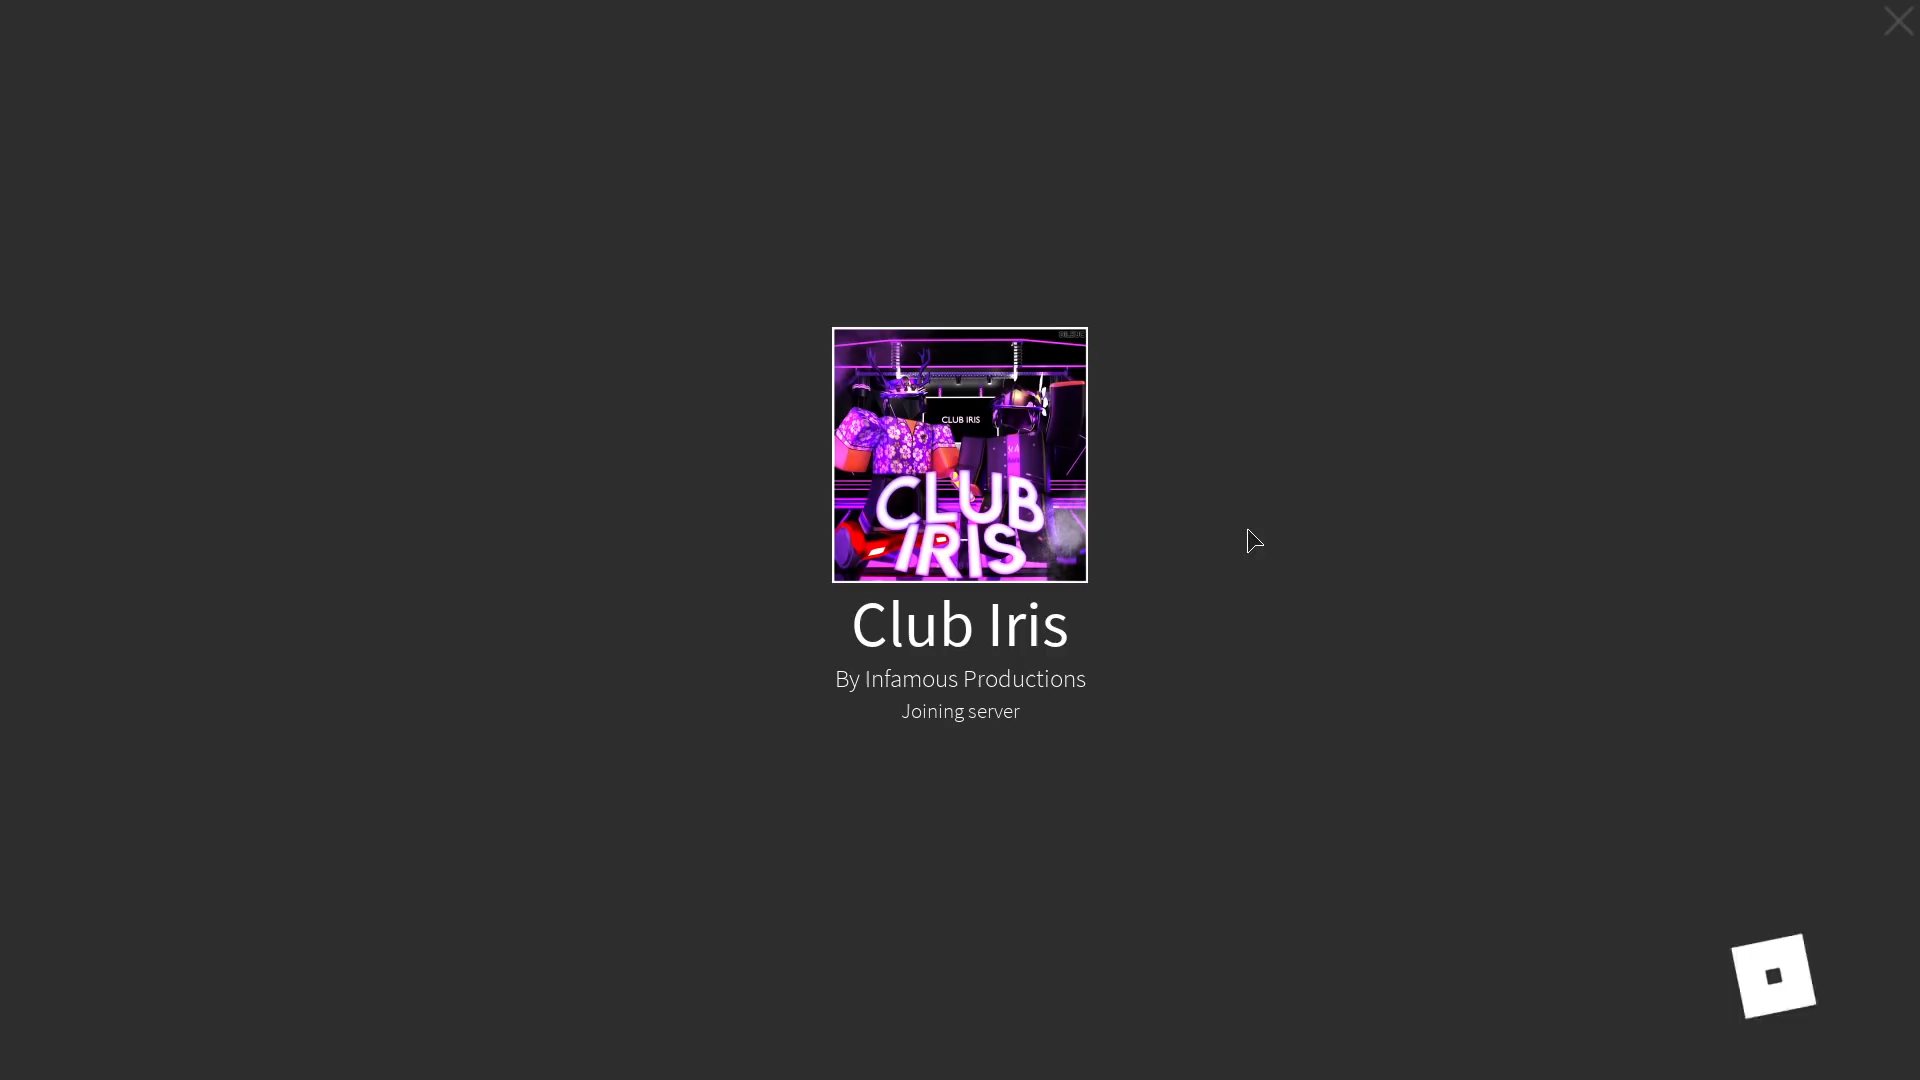 CLUB IRIS
CLUB
IRIS
Club Iris
By Infamous Productions
Joining server